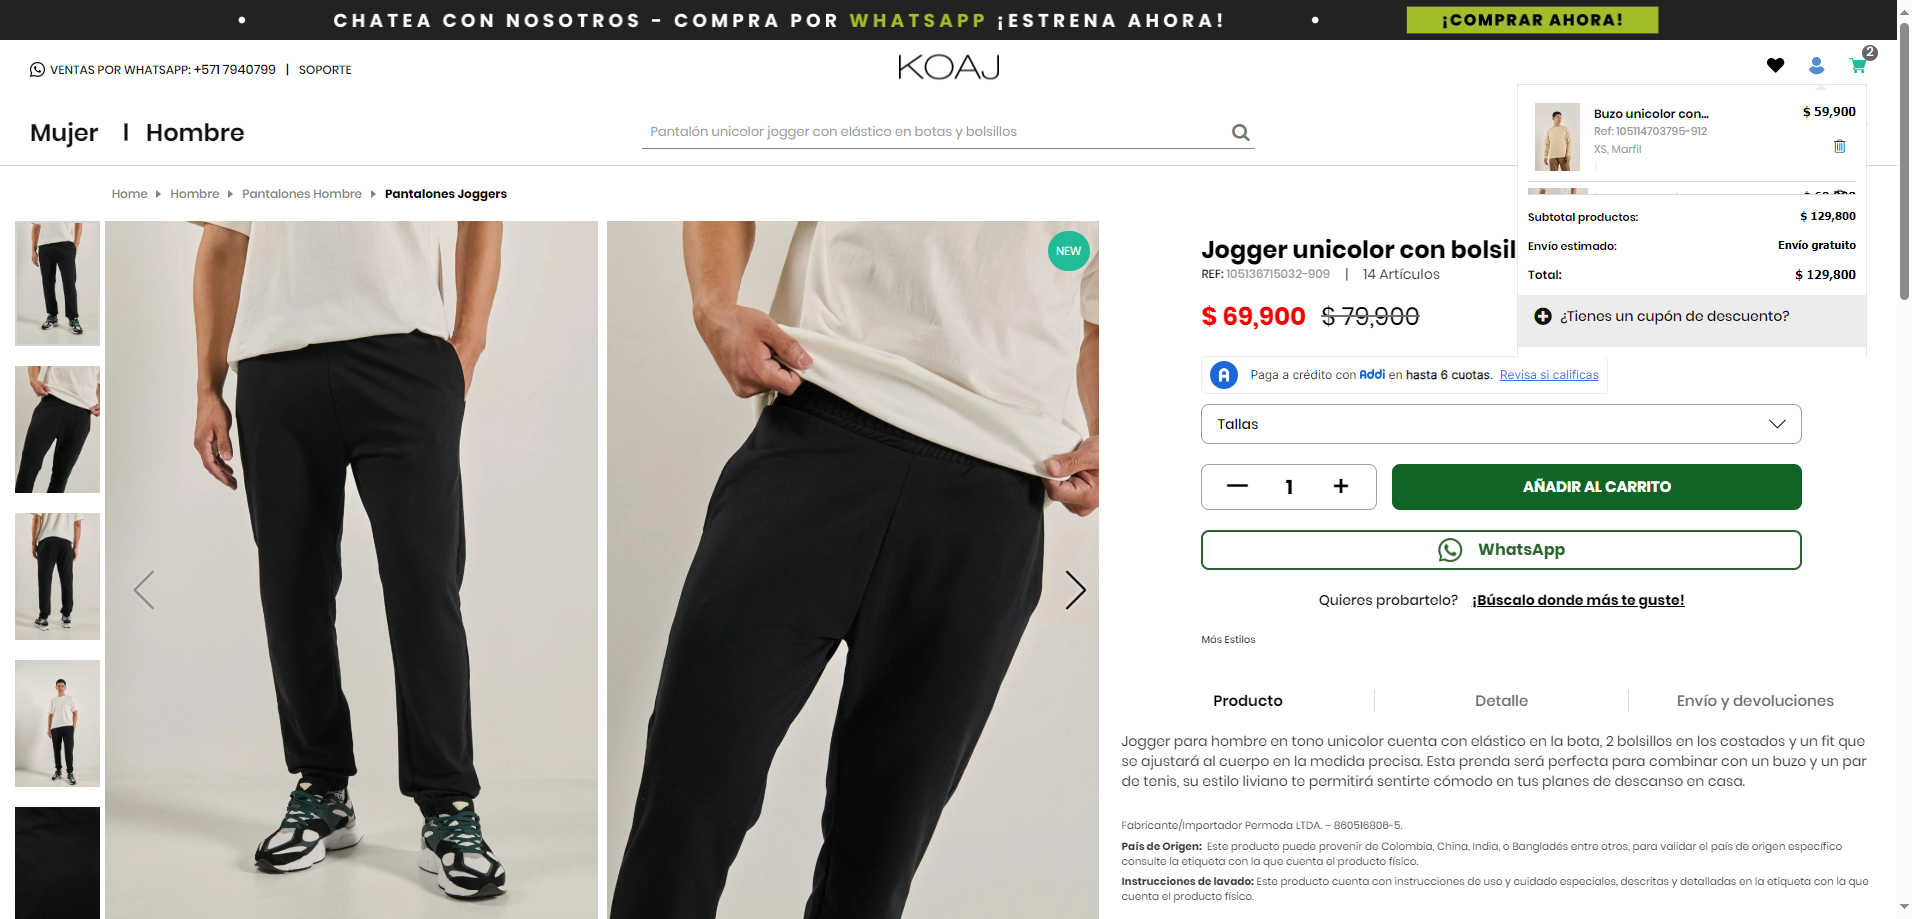 CHATEA CON NOSOTROS - COMPRA POR WHATSAPP ¡ESTRENA AHORA!
¡COMPRAR AHORA!
VENTAS POR WHATSAPP: +571 7940799 | SOPORTE
KOAJ
2
Mujer | Hombre
Pantalón unicolor jogger con elástico en botas y bolsillos
Buzo unicolor con...
$ 59,900
Ref: 105114703795-912
XS, Marfil
Subtotal productos:
$ 129,800
Envío estimado:
Envío gratuito
Total:
$ 129,800
¿Tienes un cupón de descuento?
Home Hombre Pantalones Hombre Pantalones Joggers
NEW
Jogger unicolor con bolsil
REF: 105136715032-909 | 14 Artículos
$ 69,900 $ 79,900
Paga a crédito con Addi en hasta 6 cuotas. Revisa si calificas
Tallas
1
AÑADIR AL CARRITO
WhatsApp
Quieres probartelo? ¡Búscalo donde más te guste!
Más Estilos
Producto
Detalle
Envío y devoluciones
Jogger para hombre en tono unicolor cuenta con elástico en la bota, 2 bolsillos en los costados y un fit que
se ajustará al cuerpo en la medida precisa. Esta prenda será perfecta para combinar con un buzo y un par
de tenis, su estilo liviano te permitirá sentirte cómodo en tus planes de descanso en casa.
Fabricante/Importador Permoda LTDA. – 860516806-5.
País de Origen: Este producto puede provenir de Colombia, China, India, o Bangladés entre otros, para validar el país de origen específico
consulte la etiqueta con la que cuenta el producto físico.
Instrucciones de lavado: Este producto cuenta con instrucciones de uso y cuidado especiales, descritas y detalladas en la etiqueta con la que
cuenta el producto físico.